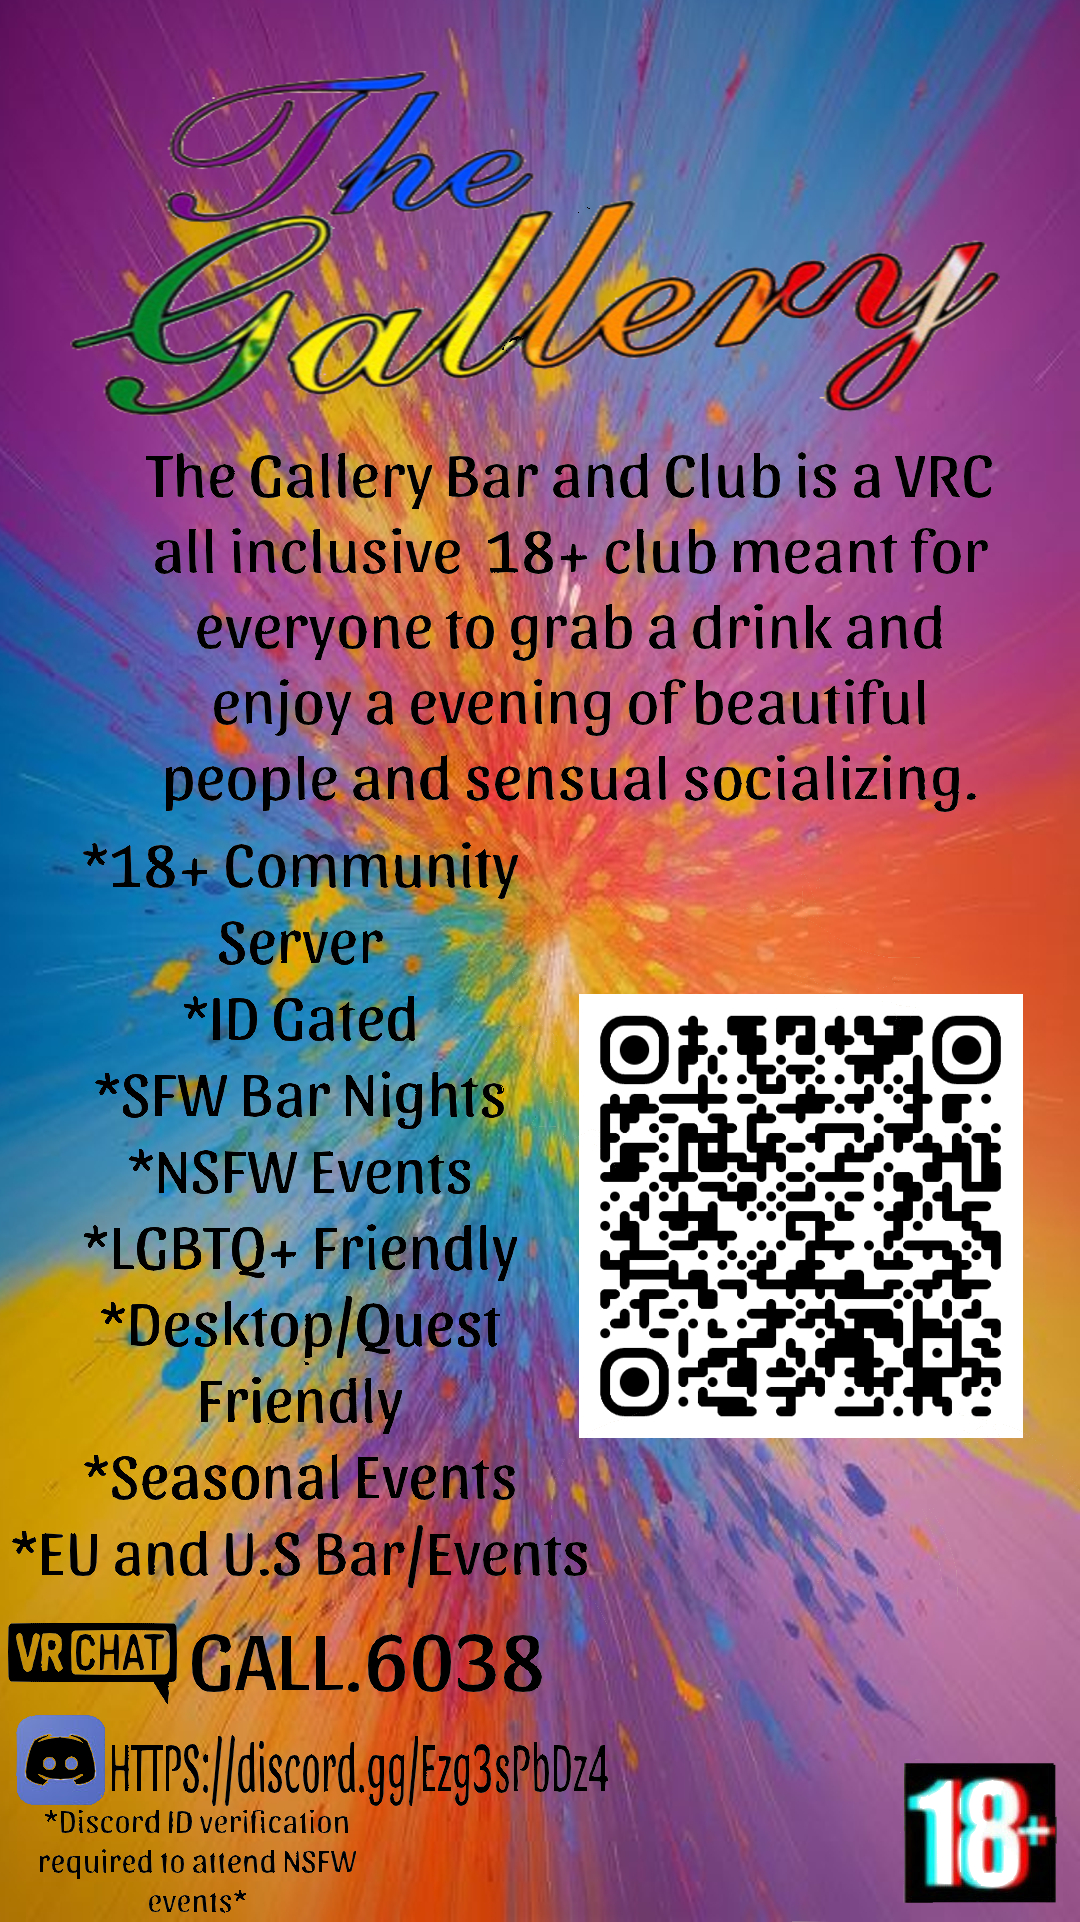 The
Gallery
The Gallery Bar and Club is a VRC
all inclusive 18+ club meant for
everyone to grab a drink and
enjoy a evening of beautiful
people and sensual socializing.
*18+ Community
Server
*ID Gated
*SFW Bar Nights
*NSFW Events
*LGBTQ+ Friendly
*Desktop/Quest
Friendly
*Seasonal Events
*EU and U.S Bar/Events
VRCHAT GALL.6038
HTTPS://discord.gg/Ezg3sPbDz4
*Discord ID verification
required to attend NSFW
events*
18+